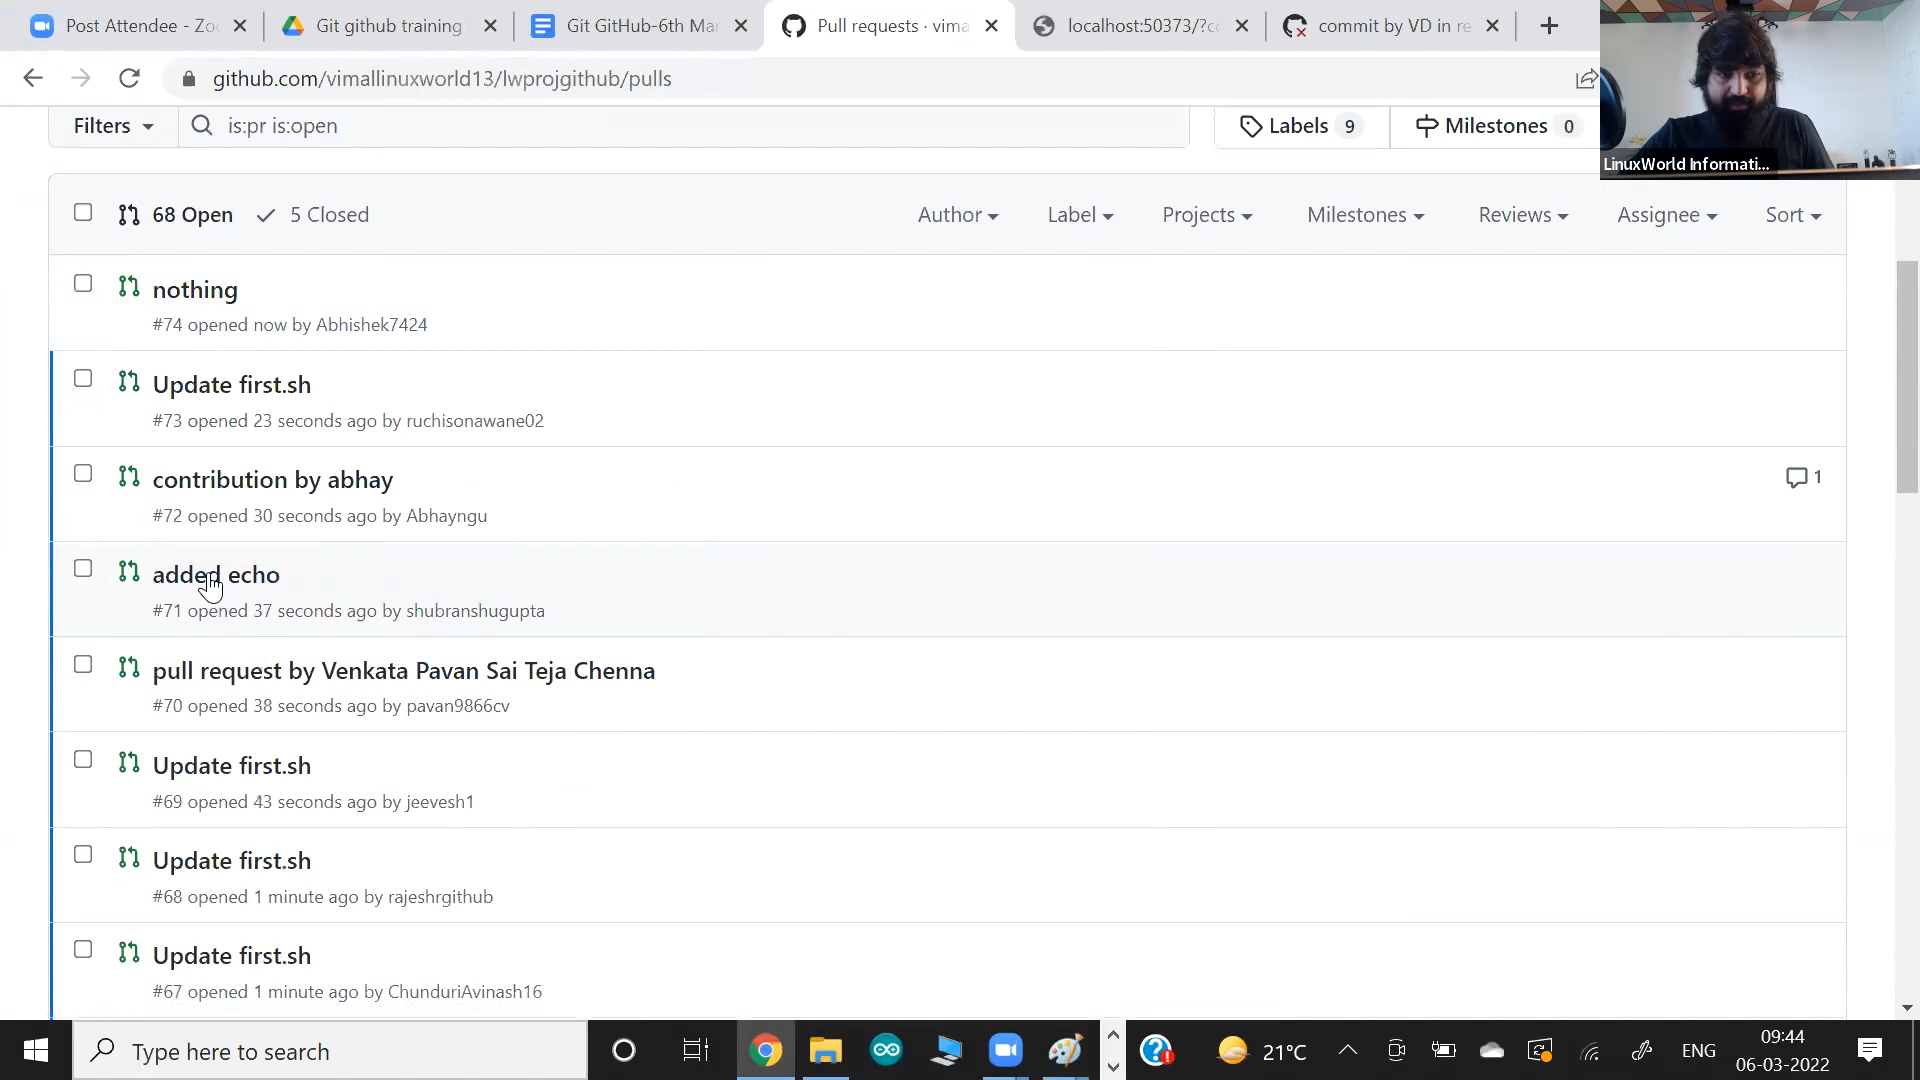 Post Attendee - Zoo
Git github training
Git GitHub-6th Mar
Pull requests · vima
localhost:50373/?co
commit by VD in re
github.com/vimallinuxworld13/lwprojgithub/pulls
Filters
is:pr is:open
Labels 9
Milestones 0
LinuxWorld Informati...
68 Open
5 Closed
Author
Label
Projects
Milestones
Reviews
Assignee
Sort
nothing
#74 opened now by Abhishek7424
Update first.sh
#73 opened 23 seconds ago by ruchisonawane02
contribution by abhay
1
#72 opened 30 seconds ago by Abhayngu
added echo
#71 opened 37 seconds ago by shubranshugupta
pull request by Venkata Pavan Sai Teja Chenna
#70 opened 38 seconds ago by pavan9866cv
Update first.sh
#69 opened 43 seconds ago by jeevesh1
Update first.sh
#68 opened 1 minute ago by rajeshrgithub
Update first.sh
#67 opened 1 minute ago by ChunduriAvinash16
Type here to search
21°C
ENG
09:44
06-03-2022